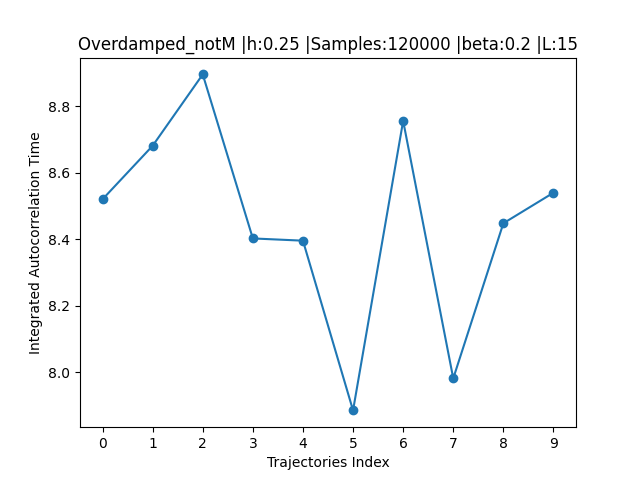 Overdamped_notM |h:0.25 |Samples:120000 |beta:0.2 |L:15
Integrated Autocorrelation Time
8.8
8.6
8.4
8.2
8.0
0 1 2 3 4 5 6 7 8 9
Trajectories Index